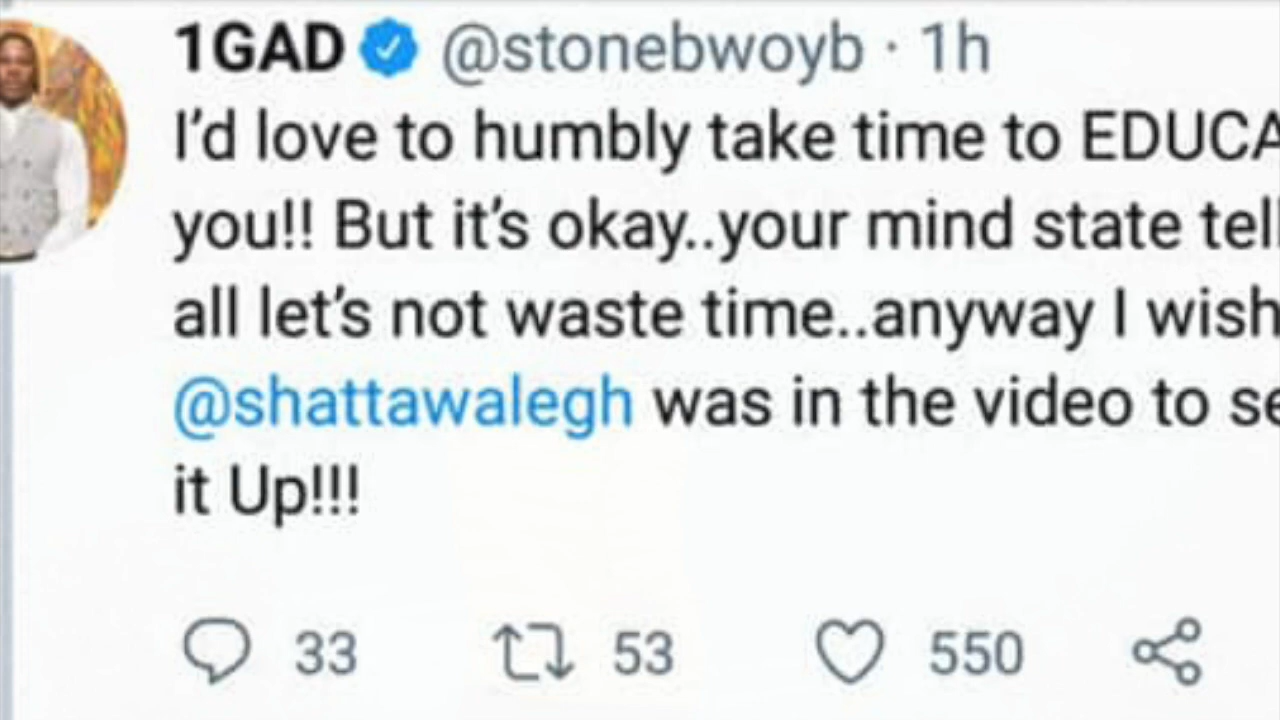 1GAD @stonebwoyb · 1h
I'd love to humbly take time to EDUCA
you!! But it's okay..your mind state tell
all let's not waste time..anyway I wish
@shattawalegh was in the video to se
it Up!!!
33 53 550